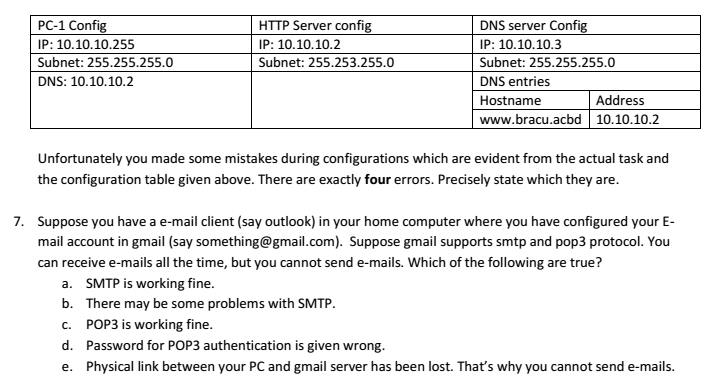 PC-1 Config HTTP Server config DNS server Config
IP: 10.10.10.255 IP: 10.10.10.2 IP: 10.10.10.3
Subnet: 255.255.255.0 Subnet: 255.253.255.0 Subnet: 255.255.255.0
DNS: 10.10.10.2 DNS entries
Hostname Address
www.bracu.acbd 10.10.10.2
Unfortunately you made some mistakes during configurations which are evident from the actual task and
the configuration table given above. There are exactly four errors. Precisely state which they are.
7. Suppose you have a e-mail client (say outlook) in your home computer where you have configured your E-
mail account in gmail (say something@gmail.com). Suppose gmail supports smtp and pop3 protocol. You
can receive e-mails all the time, but you cannot send e-mails. Which of the following are true?
a. SMTP is working fine.
b. There may be some problems with SMTP.
c. POP3 is working fine.
d. Password for POP3 authentication is given wrong.
e. Physical link between your PC and gmail server has been lost. That's why you cannot send e-mails.